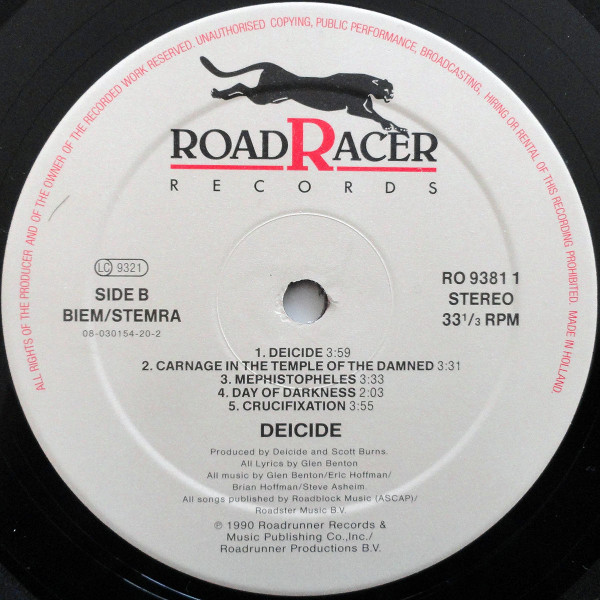 ALL RIGHTS OF THE PRODUCER AND OF THE OWNER OF THE RECORDED WORK RESERVED. UNAUTHORISED COPYING, PUBLIC PERFORMANCE, BROADCASTING, HIRING OR RENTAL OF THIS RECORDING PROHIBITED. MADE IN HOLLAND.
ROADRACER
RECORDS
LC 9321
SIDE B
BIEM/STEMRA
08-030154-20-2
RO 9381 1
STEREO
33 1/3 RPM
1. DEICIDE 3:59
2. CARNAGE IN THE TEMPLE OF THE DAMNED 3:31
3. MEPHISTOPHELES 3:33
4. DAY OF DARKNESS 2:03
5. CRUCIFIXATION 3:55
DEICIDE
Produced by Deicide and Scott Burns.
All Lyrics by Glen Benton
All music by Glen Benton/Eric Hoffman/
Brian Hoffman/Steve Asheim.
All songs published by Roadblock Music (ASCAP)/
Roadster Music B.V.
℗ 1990 Roadrunner Records &
Music Publishing Co.,Inc./
Roadrunner Productions B.V.